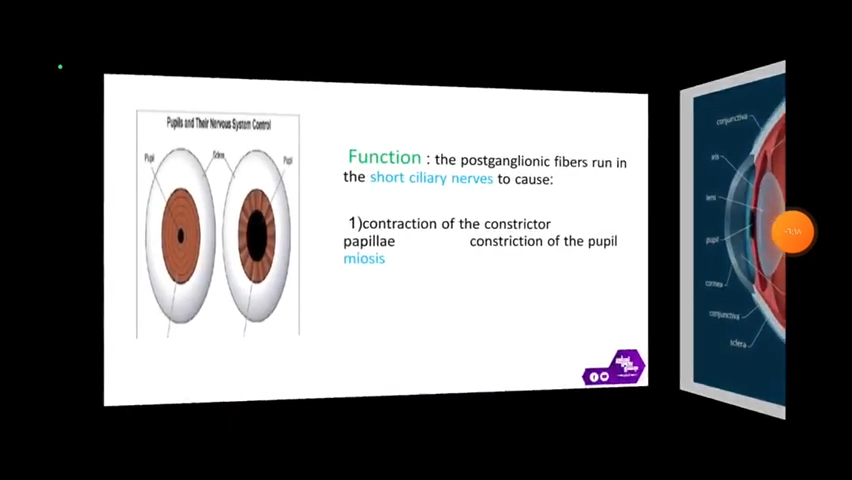 Pupils and Their Nervous System Control
Pupil
Sclera
Pupil
Function : the postganglionic fibers run in
the short ciliary nerves to cause:
1)contraction of the constrictor
papillae constriction of the pupil
miosis
conjunctiva
iris
lens
pupil
cornea
conjunctiva
sclera